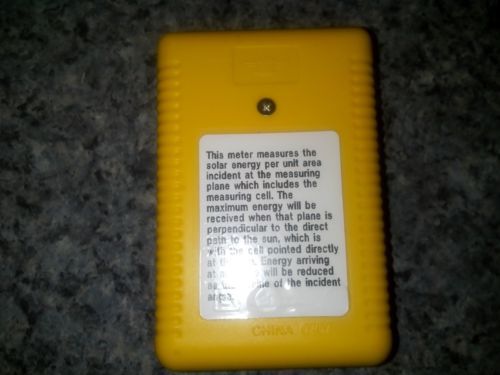 This meter measures the
solar energy per unit area
incident at the measuring
plane which includes the
measuring cell. The
maximum energy will be
received when that plane is
perpendicular to the direct
path to the sun, which is
with the cell pointed directly
at Energy arriving
at will be reduced
of the incident
CHINA